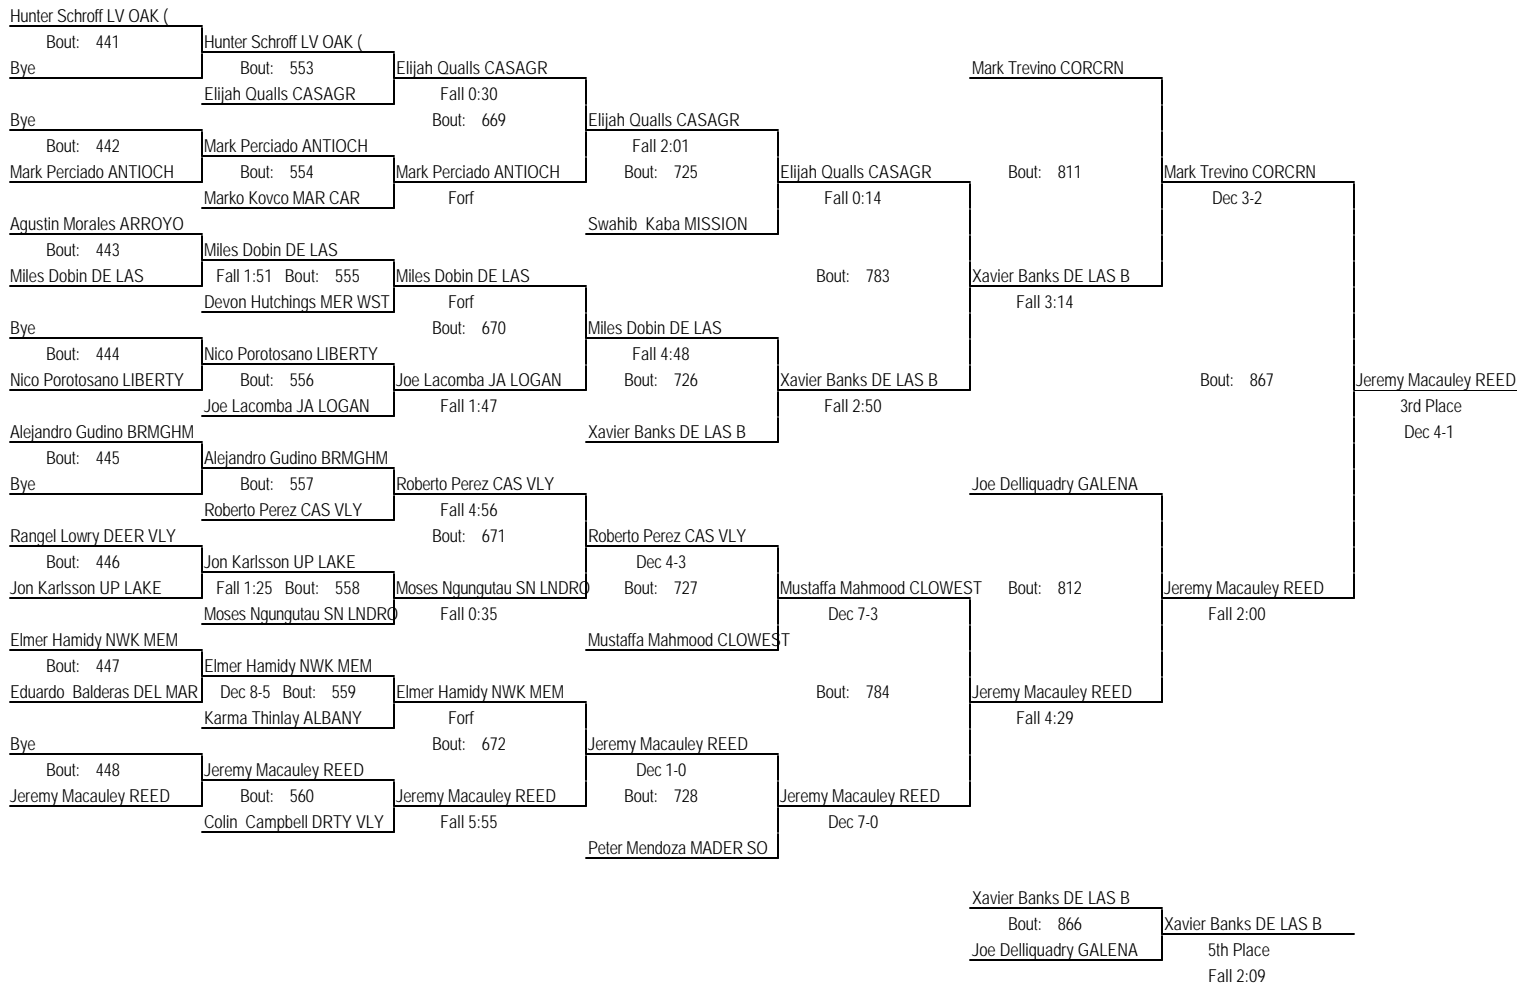 Hunter Schroff LV OAK (
Bout: 441
Hunter Schroff LV OAK (
Bye
Bout: 553
Elijah Qualls CASAGR
Mark Trevino CORCRN
Elijah Qualls CASAGR
Fall 0:30
Bye
Bout: 669
Elijah Qualls CASAGR
Bout: 442
Mark Perciado ANTIOCH
Fall 2:01
Mark Perciado ANTIOCH
Bout: 554
Mark Perciado ANTIOCH
Bout: 725
Elijah Qualls CASAGR
Bout: 811
Mark Trevino CORCRN
Marko Kovco MAR CAR
Forf
Fall 0:14
Dec 3-2
Agustin Morales ARROYO
Swahib Kaba MISSION
Bout: 443
Miles Dobin DE LAS
Miles Dobin DE LAS
Fall 1:51 Bout: 555
Miles Dobin DE LAS
Bout: 783
Xavier Banks DE LAS B
Devon Hutchings MER WST
Forf
Fall 3:14
Bye
Bout: 670
Miles Dobin DE LAS
Bout: 444
Nico Porotosano LIBERTY
Fall 4:48
Nico Porotosano LIBERTY
Bout: 556
Joe Lacomba JA LOGAN
Bout: 726
Xavier Banks DE LAS B
Bout: 867
Jeremy Macauley REED
Joe Lacomba JA LOGAN
Fall 1:47
Fall 2:50
3rd Place
Alejandro Gudino BRMGHM
Xavier Banks DE LAS B
Dec 4-1
Bout: 445
Alejandro Gudino BRMGHM
Bye
Bout: 557
Roberto Perez CAS VLY
Joe Delliquadry GALENA
Roberto Perez CAS VLY
Fall 4:56
Rangel Lowry DEER VLY
Bout: 671
Roberto Perez CAS VLY
Bout: 446
Jon Karlsson UP LAKE
Dec 4-3
Jon Karlsson UP LAKE
Fall 1:25 Bout: 558
Moses Ngungutau SN LNDRO
Bout: 727
Mustaffa Mahmood CLOWEST
Bout: 812
Jeremy Macauley REED
Moses Ngungutau SN LNDRO
Fall 0:35
Dec 7-3
Fall 2:00
Elmer Hamidy NWK MEM
Mustaffa Mahmood CLOWEST
Bout: 447
Elmer Hamidy NWK MEM
Eduardo Balderas DEL MAR
Dec 8-5 Bout: 559
Elmer Hamidy NWK MEM
Bout: 784
Jeremy Macauley REED
Karma Thinlay ALBANY
Forf
Fall 4:29
Bye
Bout: 672
Jeremy Macauley REED
Bout: 448
Jeremy Macauley REED
Dec 1-0
Jeremy Macauley REED
Bout: 560
Jeremy Macauley REED
Bout: 728
Jeremy Macauley REED
Colin Campbell DRTY VLY
Fall 5:55
Dec 7-0
Peter Mendoza MADER SO
Xavier Banks DE LAS B
Bout: 866
Xavier Banks DE LAS B
Joe Delliquadry GALENA
5th Place
Fall 2:09